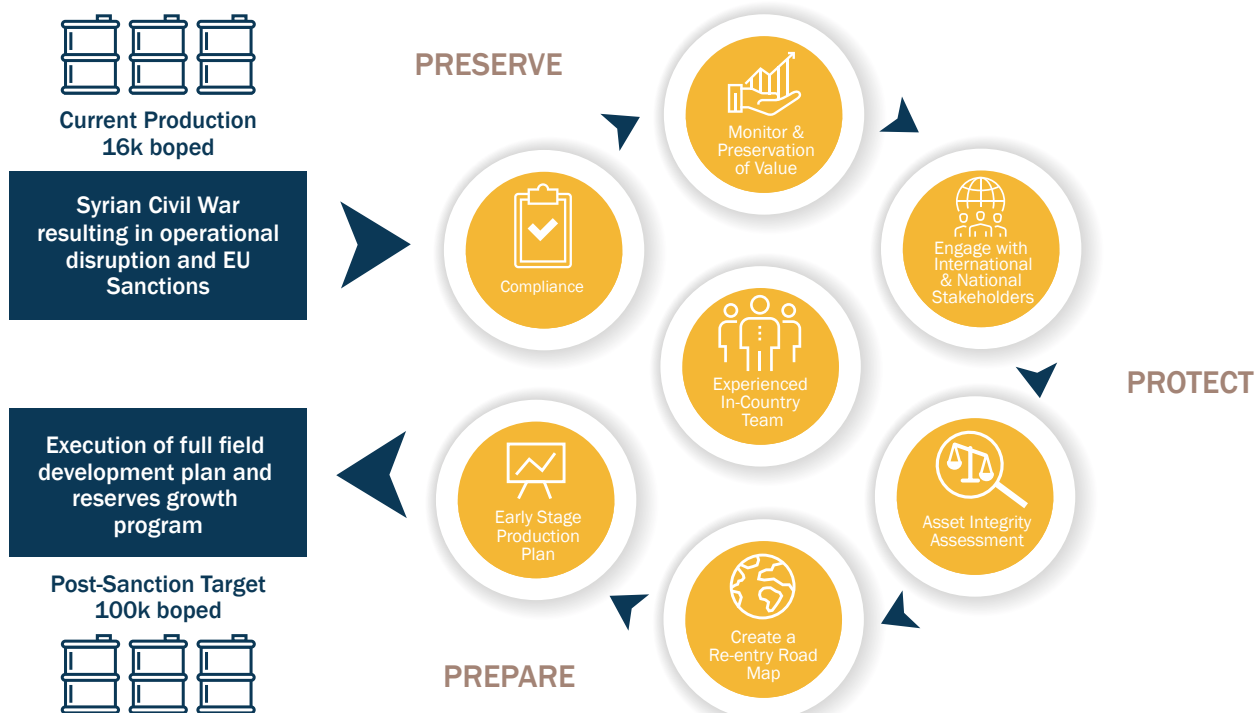 Current Production
16k boped
Syrian Civil War
resulting in operational
disruption and EU
Sanctions
PRESERVE
Compliance
Monitor &
Preservation
of Value
Engage with
International
& National
Stakeholders
PROTECT
Experienced
In-Country
Team
Asset Integrity
Assessment
Create a
Re-entry Road
Map
PREPARE
Early Stage
Production
Plan
Execution of full field
development plan and
reserves growth
program
Post-Sanction Target
100k boped